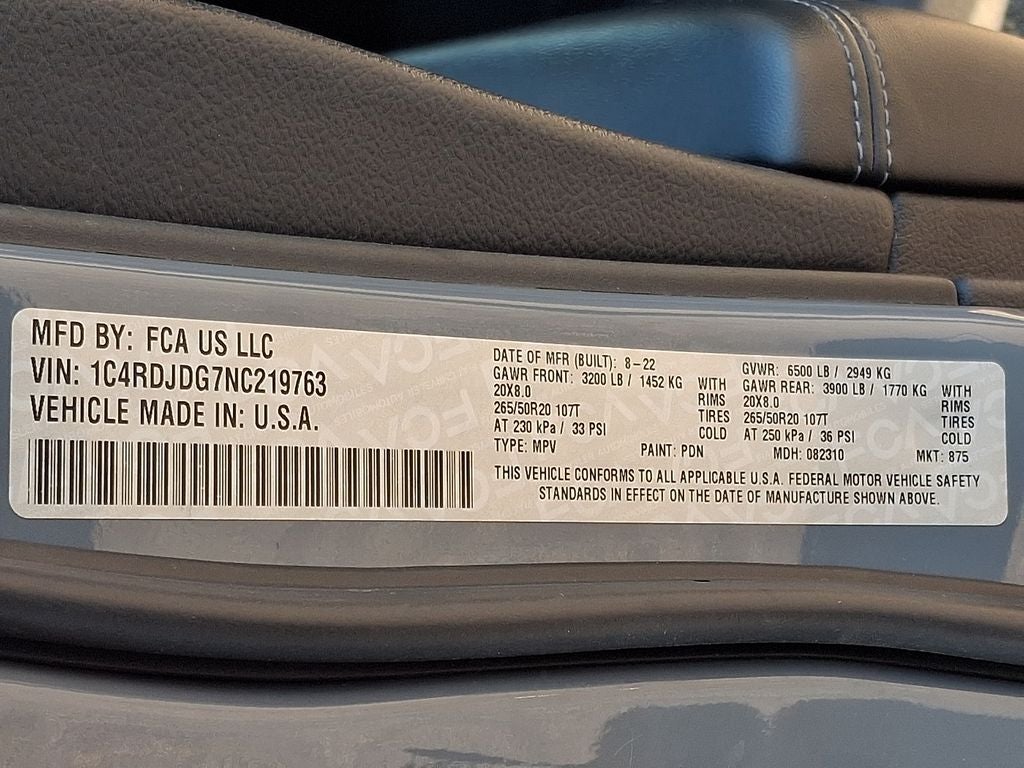 MFD BY: FCA US LLC
VIN: 1C4RDJDG7NC219763
VEHICLE MADE IN: U.S.A.
DATE OF MFR (BUILT): 8-22
GAWR FRONT: 3200 LB / 1452 KG WITH
20X8.0 RIMS
265/50R20 107T TIRES
AT 230 kPa / 33 PSI COLD
TYPE: MPV PAINT: PDN
GVWR: 6500 LB / 2949 KG
GAWR REAR: 3900 LB / 1770 KG WITH
20X8.0 RIMS
265/50R20 107T TIRES
AT 250 kPa / 36 PSI COLD
MDH: 082310 MKT: 875
THIS VEHICLE CONFORMS TO ALL APPLICABLE U.S.A. FEDERAL MOTOR VEHICLE SAFETY
STANDARDS IN EFFECT ON THE DATE OF MANUFACTURE SHOWN ABOVE.